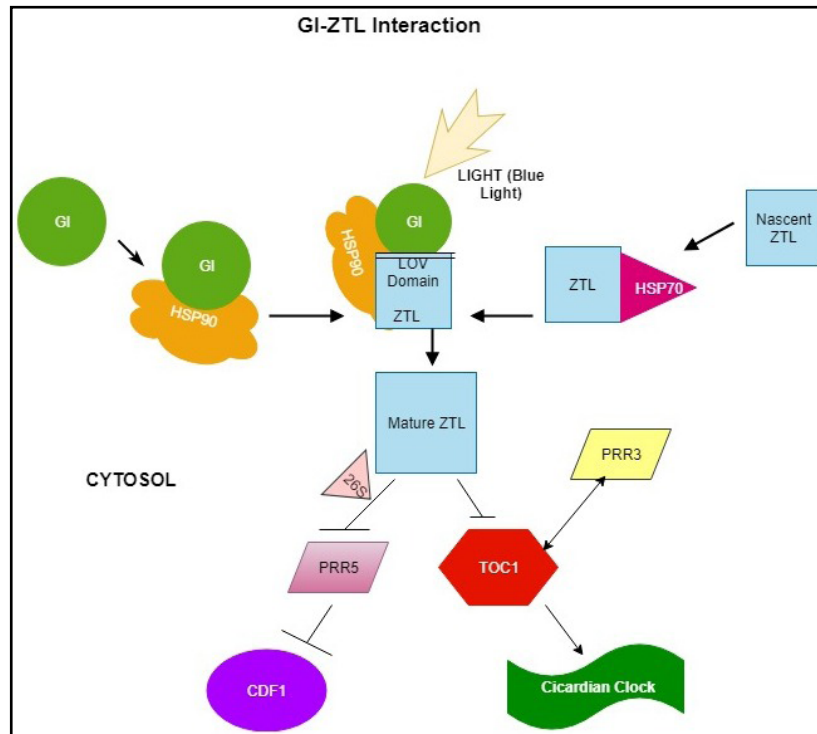 GI-ZTL Interaction
LIGHT (Blue
Light)
GI
GI
HSP90
HSP90
GI
LOV
Domain
ZTL
ZTL
HSP70
Nascent
ZTL
Mature ZTL
CYTOSOL
26S
PRR3
PRR5
TOC1
CDF1
Cicardian Clock